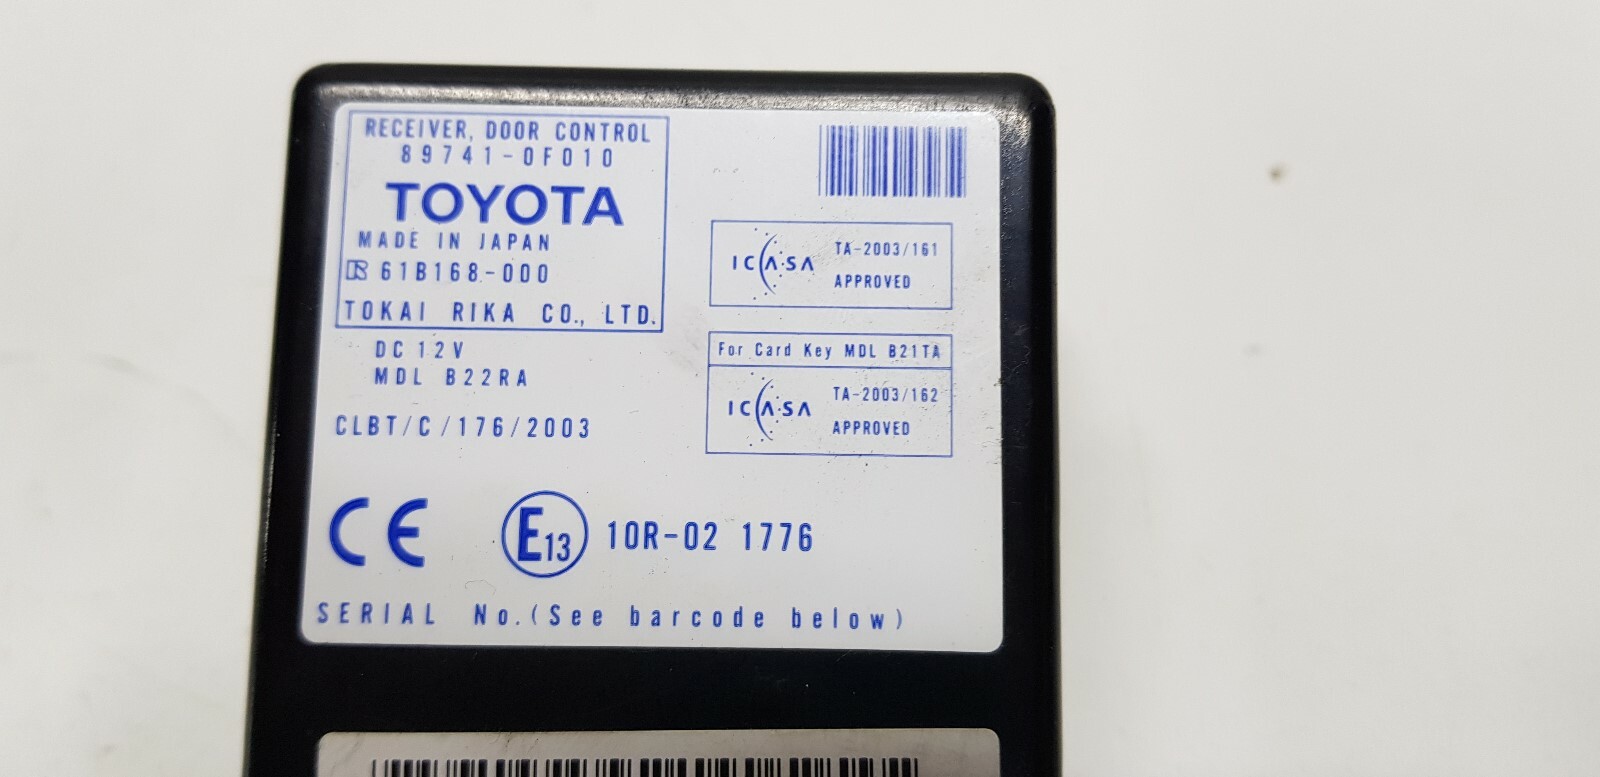 RECEIVER, DOOR CONTROL
89741-0F010
TOYOTA
MADE IN JAPAN
61B168-000
TOKAI RIKA CO., LTD.
DC 12V
MDL B22RA
CLBT/C/176/2003
ICASA TA-2003/161
APPROVED
For Card Key MDL B21TA
ICASA TA-2003/162
APPROVED
CE E13 10R-02 1776
SERIAL No.(See barcode below)